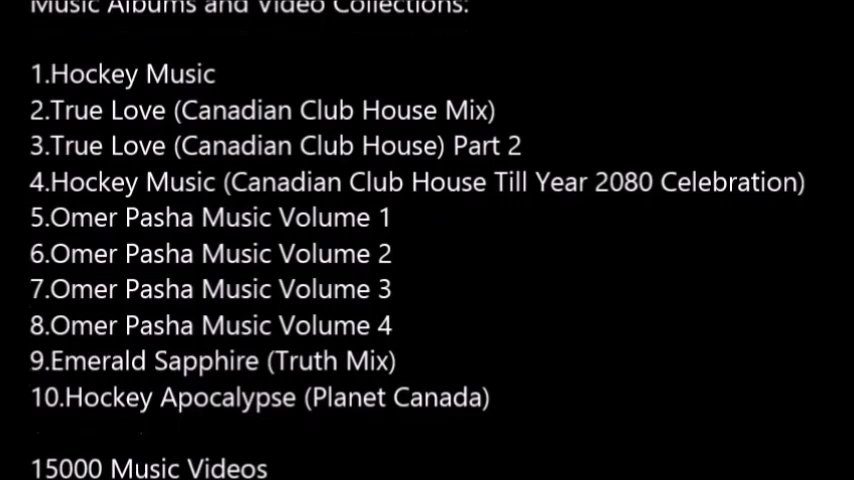 Music Albums and Video Collections:
1.Hockey Music
2.True Love (Canadian Club House Mix)
3.True Love (Canadian Club House) Part 2
4.Hockey Music (Canadian Club House Till Year 2080 Celebration)
5.Omer Pasha Music Volume 1
6.Omer Pasha Music Volume 2
7.Omer Pasha Music Volume 3
8.Omer Pasha Music Volume 4
9.Emerald Sapphire (Truth Mix)
10.Hockey Apocalypse (Planet Canada)
15000 Music Videos